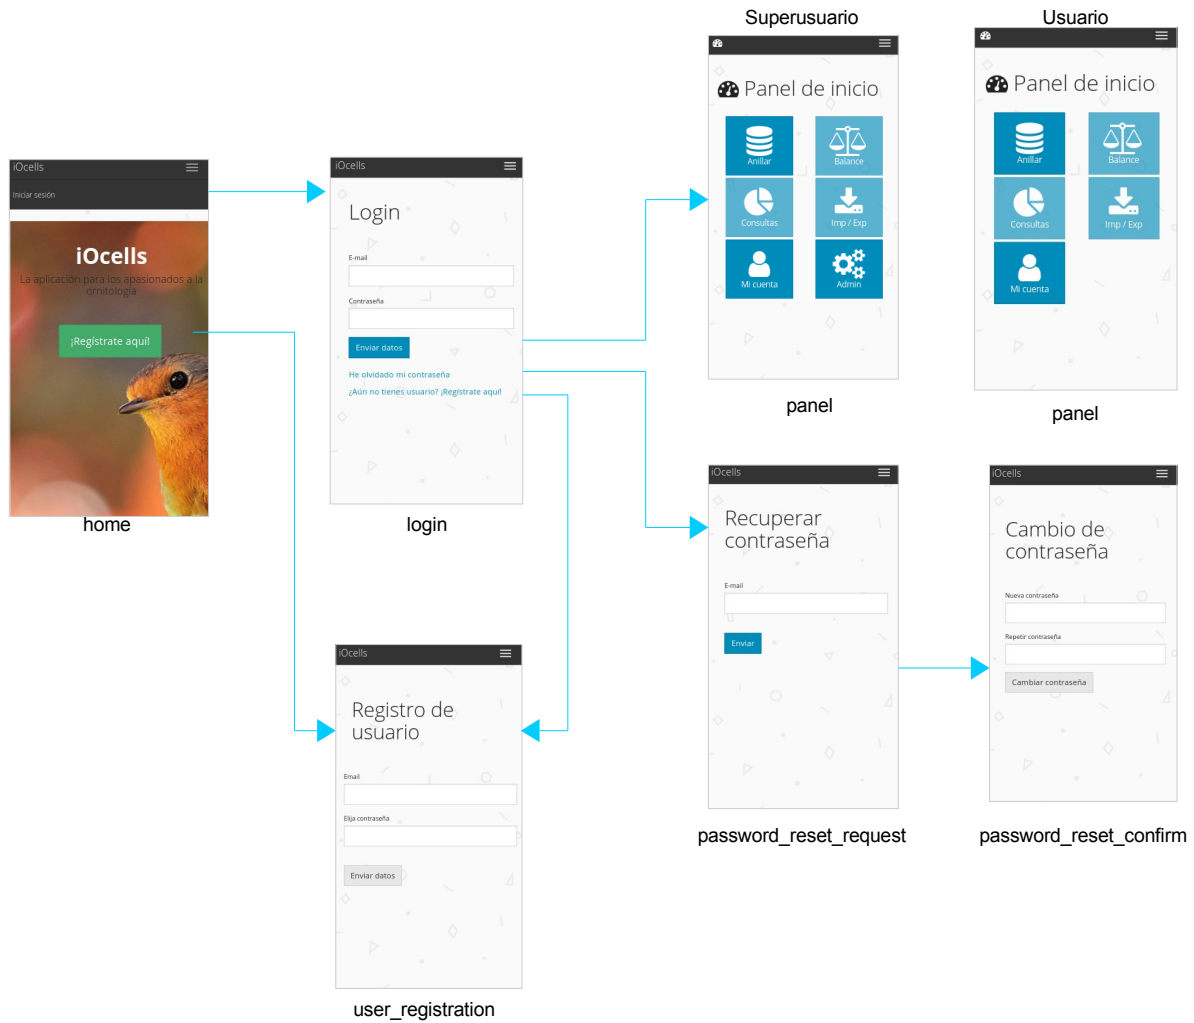 Superusuario
Usuario
Panel de inicio
Anillar
Balance
Consultas
Imp / Exp
Mi cuenta
Admin
panel
Panel de inicio
Anillar
Balance
Consultas
Imp / Exp
Mi cuenta
panel
iOcells
Iniciar sesión
iOcells
La aplicación para los apasionados a la
ornitología
¡Regístrate aquí!
home
iOcells
Login
E-mail
Contraseña
Enviar datos
He olvidado mi contraseña
¿Aún no tienes usuario? ¡Regístrate aquí!
login
iOcells
Recuperar
contraseña
E-mail
Enviar
password_reset_request
iOcells
Cambio de
contraseña
Nueva contraseña
Repetir contraseña
Cambiar contraseña
password_reset_confirm
iOcells
Registro de
usuario
Email
Elija contraseña
Enviar datos
user_registration